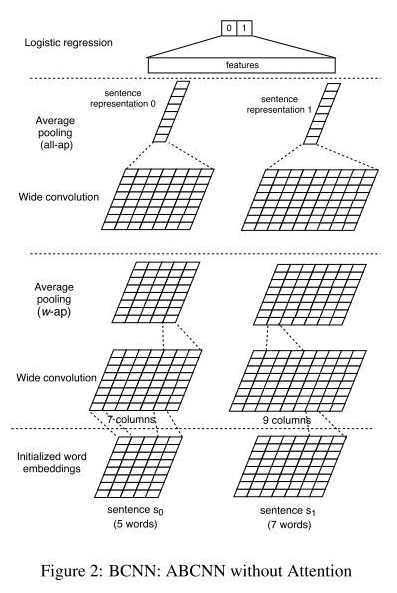 0 1
Logistic regression
features
sentence
representation 0
sentence
representation 1
Average
pooling
(all-ap)
Wide convolution
Average
pooling
(w-ap)
Wide convolution
7 columns
9 columns
Initialized word
embeddings
sentence s0
(5 words)
sentence s1
(7 words)
Figure 2: BCNN: ABCNN without Attention